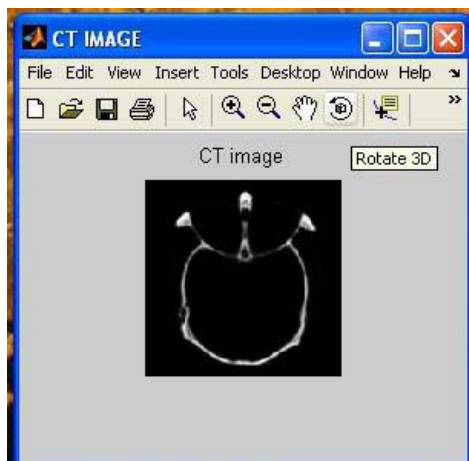 CT IMAGE
File Edit View Insert Tools Desktop Window Help
CT image
Rotate 3D